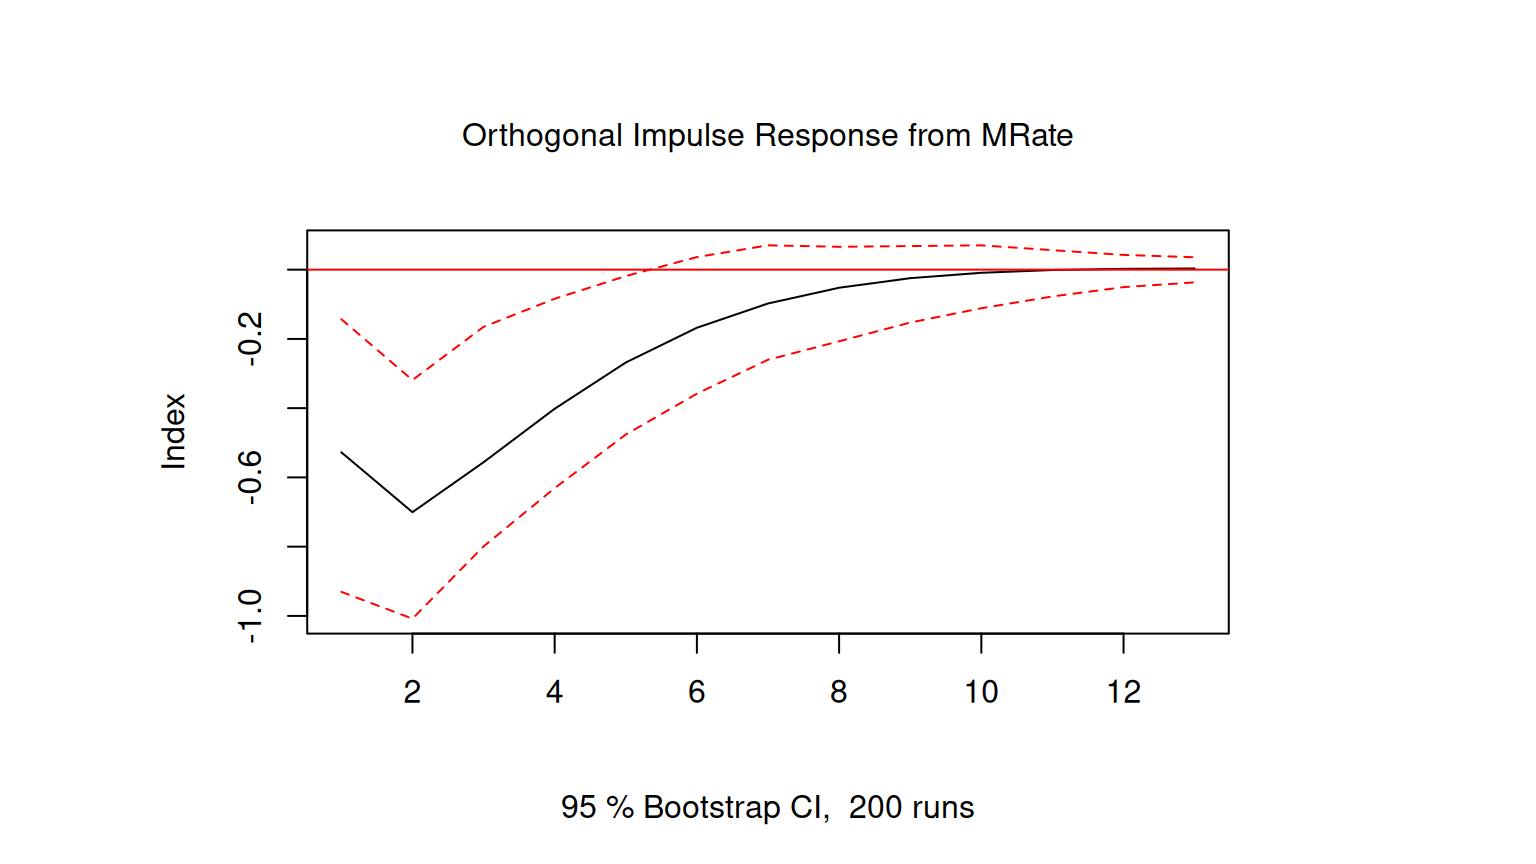 Orthogonal Impulse Response from MRate
Index
-0.2
-0.6
-1.0
2 4 6 8 10 12
95 % Bootstrap CI,  200 runs